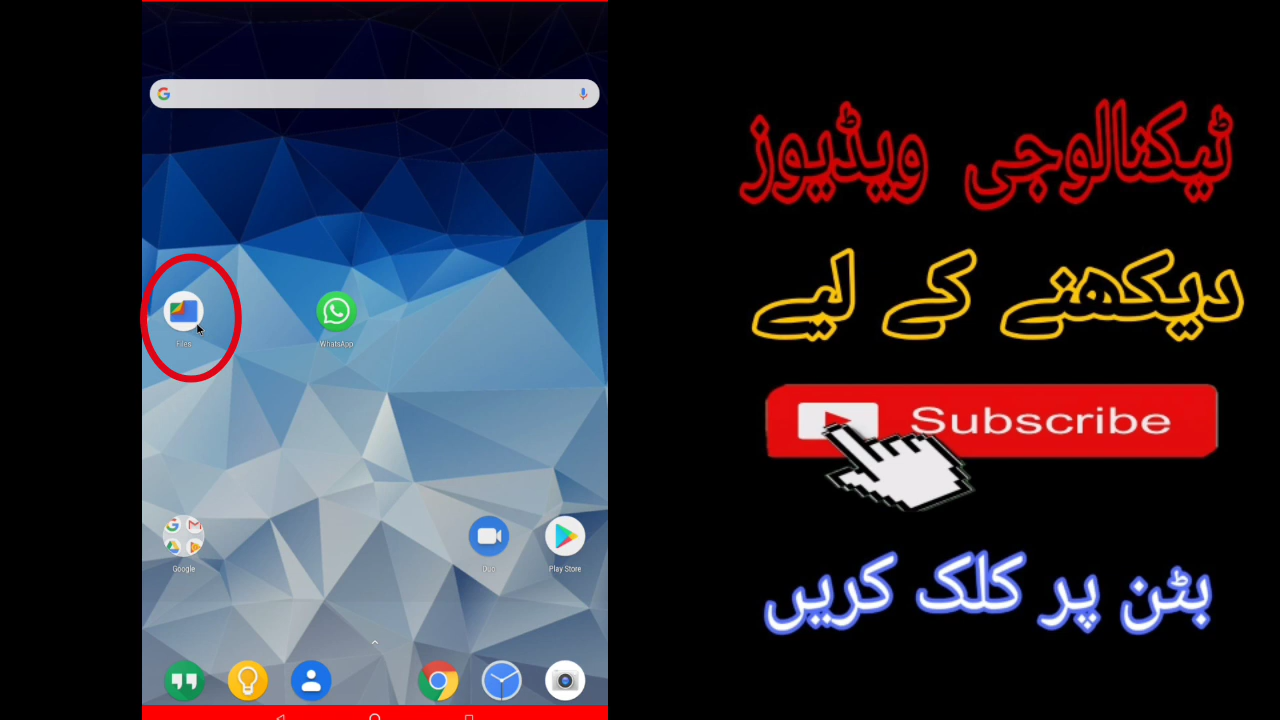 Files
WhatsApp
Google
Duo
Play Store
ٹیکنالوجی ویڈیوز
دیکھنے کے لیے
Subscribe
بٹن پر کلک کریں